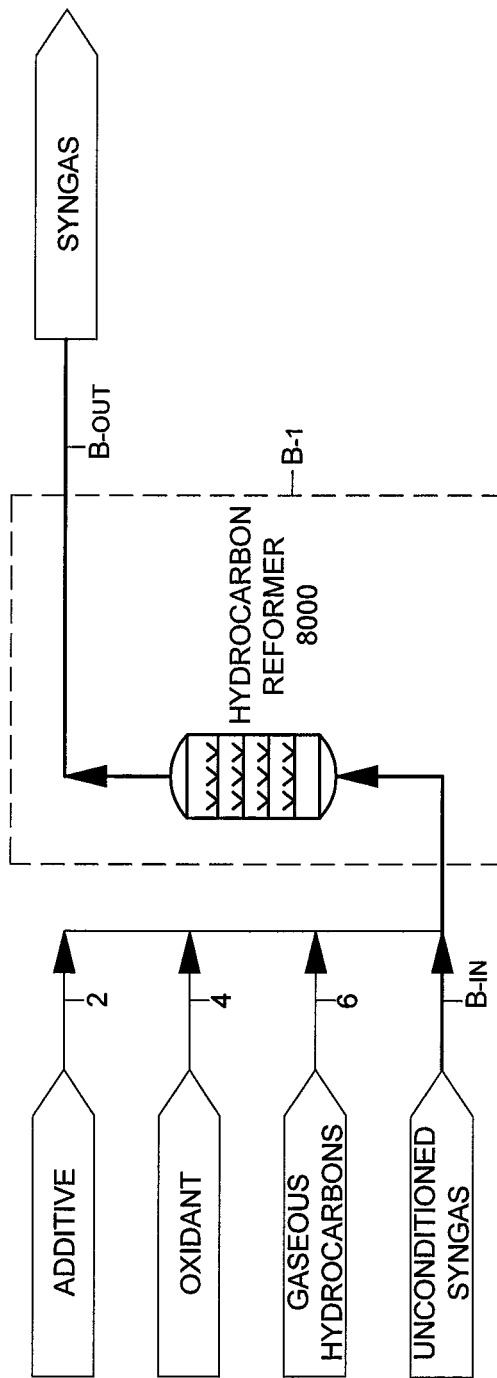 SYNGAS
B-OUT
B-1
HYDROCARBON
REFORMER
8000
2
4
6
B-IN
ADDITIVE
OXIDANT
GASEOUS
HYDROCARBONS
UNCONDITIONED
SYNGAS